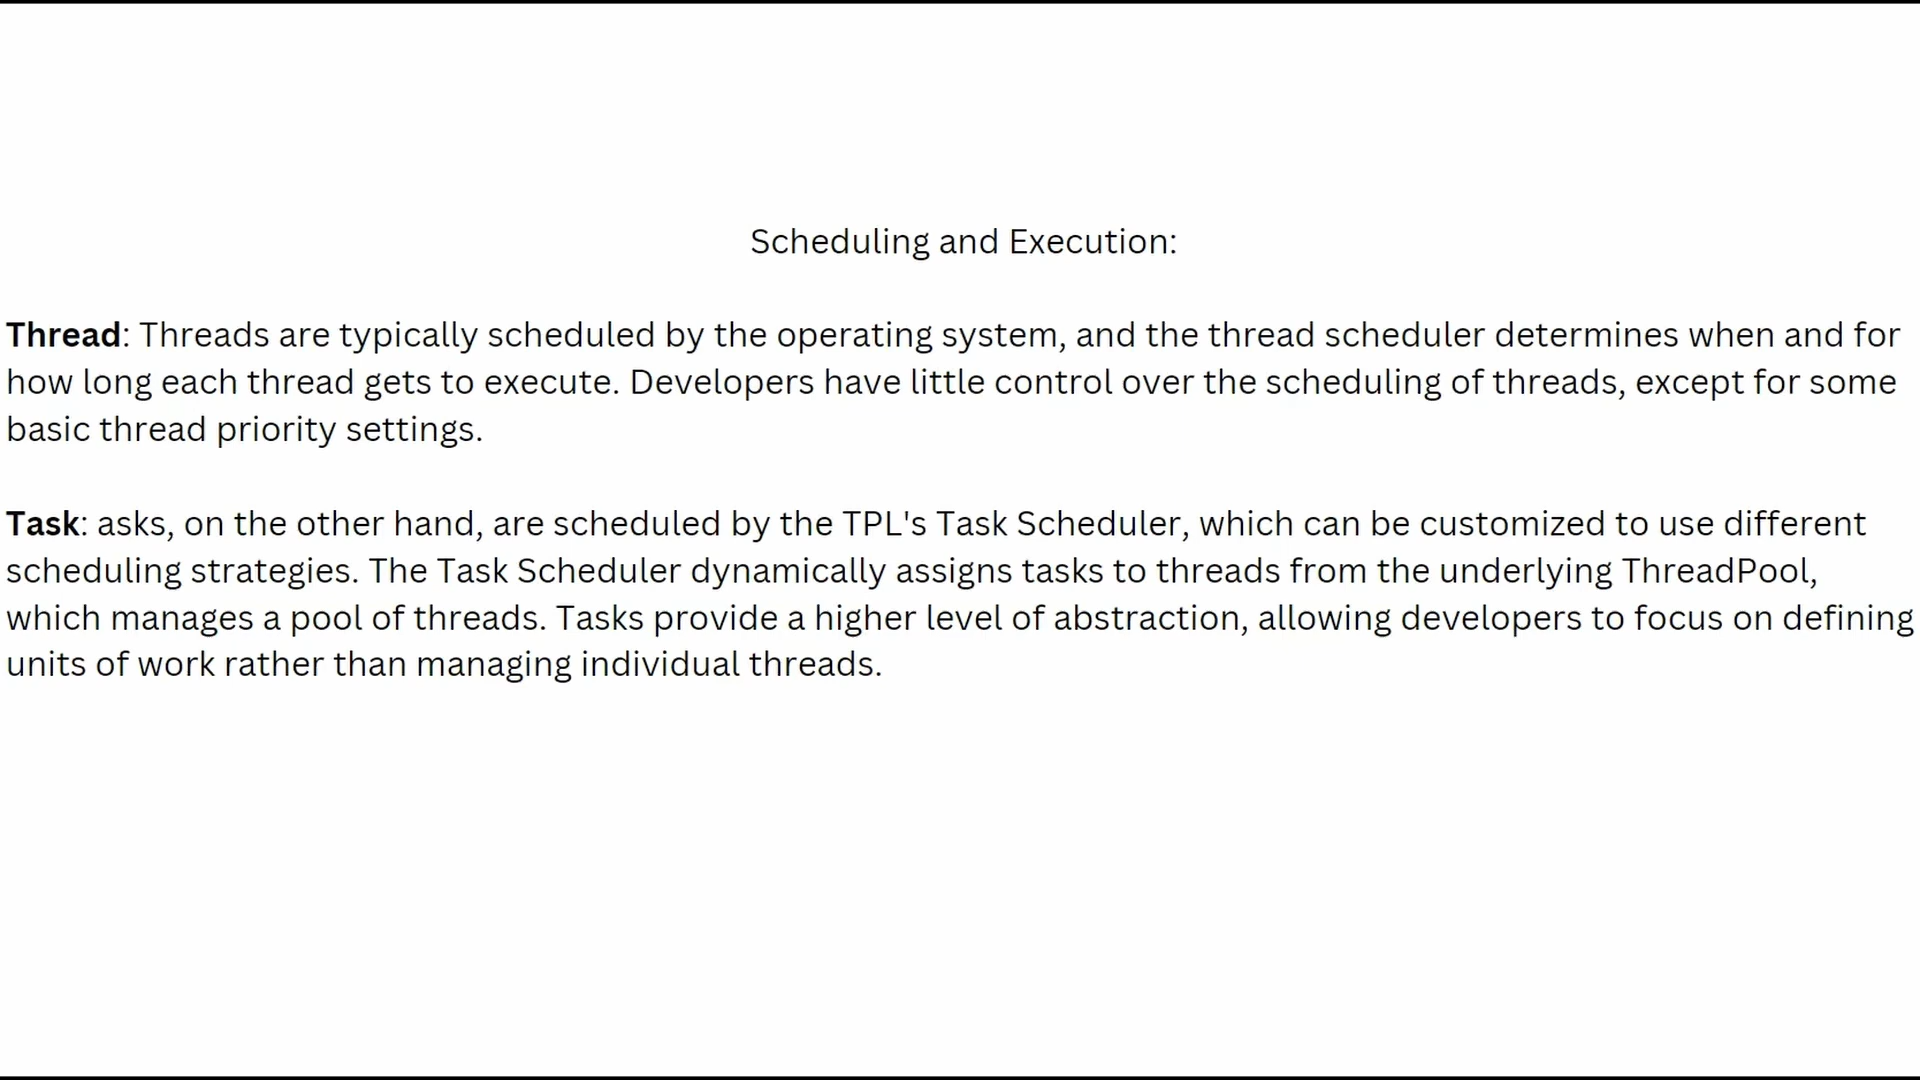 Scheduling and Execution:
Thread: Threads are typically scheduled by the operating system, and the thread scheduler determines when and for
how long each thread gets to execute. Developers have little control over the scheduling of threads, except for some
basic thread priority settings.
Task: asks, on the other hand, are scheduled by the TPL's Task Scheduler, which can be customized to use different
scheduling strategies. The Task Scheduler dynamically assigns tasks to threads from the underlying ThreadPool,
which manages a pool of threads. Tasks provide a higher level of abstraction, allowing developers to focus on defining
units of work rather than managing individual threads.